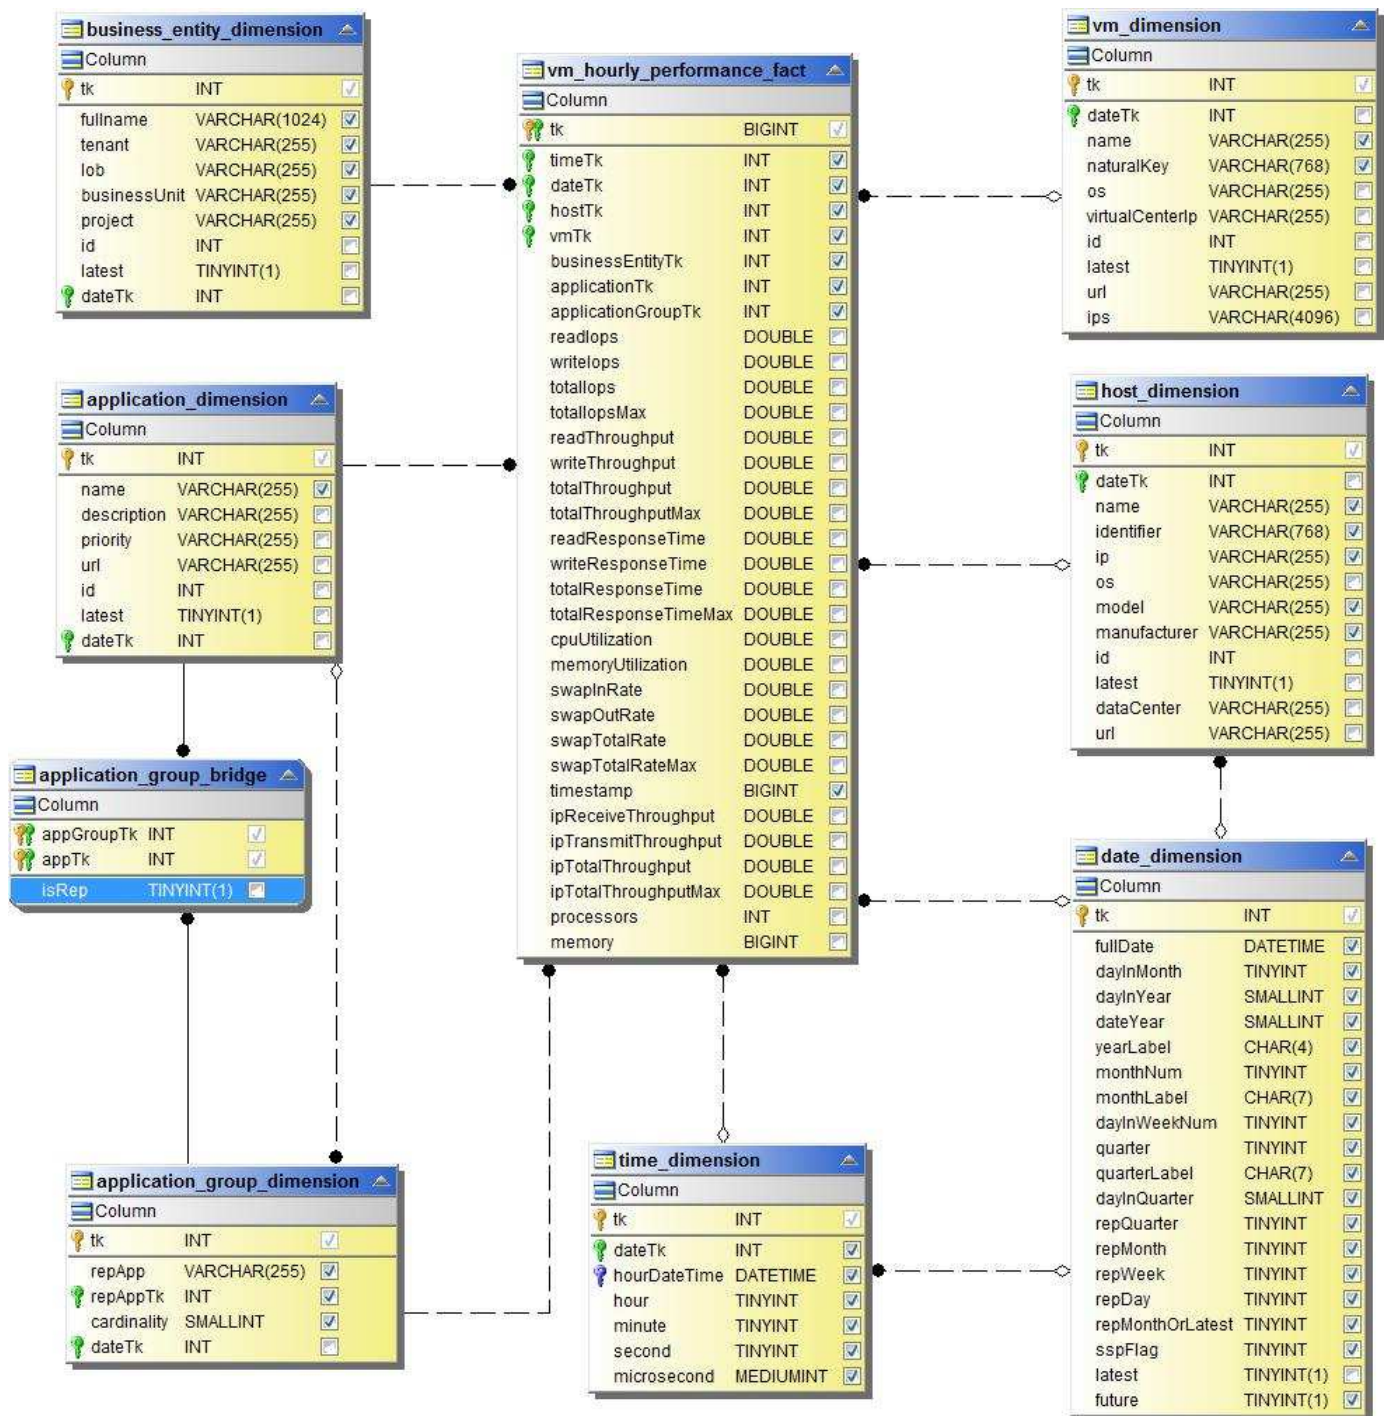 business_entity_dimension
Column
tk INT
fullname VARCHAR(1024)
tenant VARCHAR(255)
lob VARCHAR(255)
businessUnit VARCHAR(255)
project VARCHAR(255)
id INT
latest TINYINT(1)
dateTk INT
vm_hourly_performance_fact
Column
tk BIGINT
timeTk INT
dateTk INT
hostTk INT
vmTk INT
businessEntityTk INT
applicationTk INT
applicationGroupTk INT
readIops DOUBLE
writeIops DOUBLE
totalIops DOUBLE
totalIopsMax DOUBLE
readThroughput DOUBLE
writeThroughput DOUBLE
totalThroughput DOUBLE
totalThroughputMax DOUBLE
readResponseTime DOUBLE
writeResponseTime DOUBLE
totalResponseTime DOUBLE
totalResponseTimeMax DOUBLE
cpuUtilization DOUBLE
memoryUtilization DOUBLE
swapInRate DOUBLE
swapOutRate DOUBLE
swapTotalRate DOUBLE
swapTotalRateMax DOUBLE
timestamp BIGINT
ipReceiveThroughput DOUBLE
ipTransmitThroughput DOUBLE
ipTotalThroughput DOUBLE
ipTotalThroughputMax DOUBLE
processors INT
memory BIGINT
vm_dimension
Column
tk INT
dateTk INT
name VARCHAR(255)
naturalKey VARCHAR(768)
os VARCHAR(255)
virtualCenterIp VARCHAR(255)
id INT
latest TINYINT(1)
url VARCHAR(255)
ips VARCHAR(4096)
application_dimension
Column
tk INT
name VARCHAR(255)
description VARCHAR(255)
priority VARCHAR(255)
url VARCHAR(255)
id INT
latest TINYINT(1)
dateTk INT
host_dimension
Column
tk INT
dateTk INT
name VARCHAR(255)
identifier VARCHAR(768)
ip VARCHAR(255)
os VARCHAR(255)
model VARCHAR(255)
manufacturer VARCHAR(255)
id INT
latest TINYINT(1)
dataCenter VARCHAR(255)
url VARCHAR(255)
application_group_bridge
Column
appGroupTk INT
appTk INT
isRep TINYINT(1)
date_dimension
Column
tk INT
fullDate DATETIME
dayInMonth TINYINT
dayInYear SMALLINT
dateYear SMALLINT
yearLabel CHAR(4)
monthNum TINYINT
monthLabel CHAR(7)
dayInWeekNum TINYINT
quarter TINYINT
quarterLabel CHAR(7)
dayInQuarter SMALLINT
repQuarter TINYINT
repMonth TINYINT
repWeek TINYINT
repDay TINYINT
repMonthOrLatest TINYINT
sspFlag TINYINT
latest TINYINT(1)
future TINYINT(1)
application_group_dimension
Column
tk INT
repApp VARCHAR(255)
repAppTk INT
cardinality SMALLINT
dateTk INT
time_dimension
Column
tk INT
dateTk INT
hourDateTime DATETIME
hour TINYINT
minute TINYINT
second TINYINT
microsecond MEDIUMINT